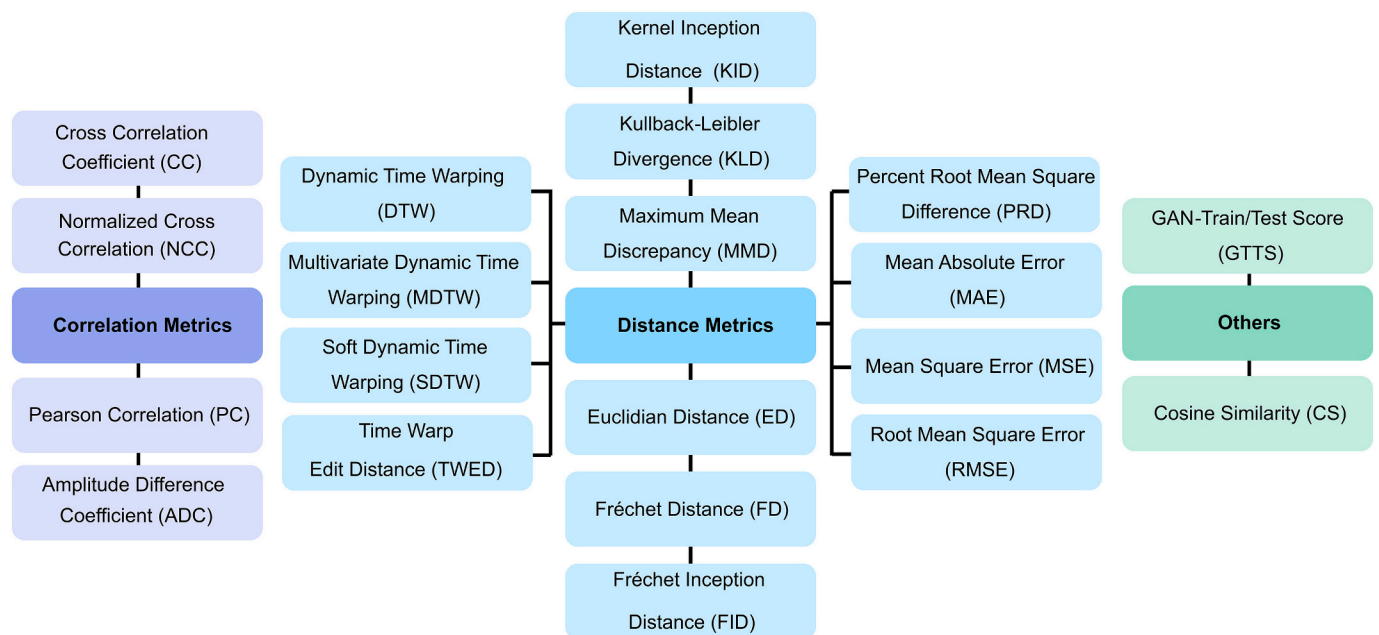 Cross Correlation
Coefficient (CC)
Normalized Cross
Correlation (NCC)
Correlation Metrics
Pearson Correlation (PC)
Amplitude Difference
Coefficient (ADC)
Dynamic Time Warping
(DTW)
Multivariate Dynamic Time
Warping (MDTW)
Soft Dynamic Time
Warping (SDTW)
Time Warp
Edit Distance (TWED)
Kernel Inception
Distance (KID)
Kullback-Leibler
Divergence (KLD)
Maximum Mean
Discrepancy (MMD)
Distance Metrics
Euclidian Distance (ED)
Fréchet Distance (FD)
Fréchet Inception
Distance (FID)
Percent Root Mean Square
Difference (PRD)
Mean Absolute Error
(MAE)
Mean Square Error (MSE)
Root Mean Square Error
(RMSE)
GAN-Train/Test Score
(GTTS)
Others
Cosine Similarity (CS)